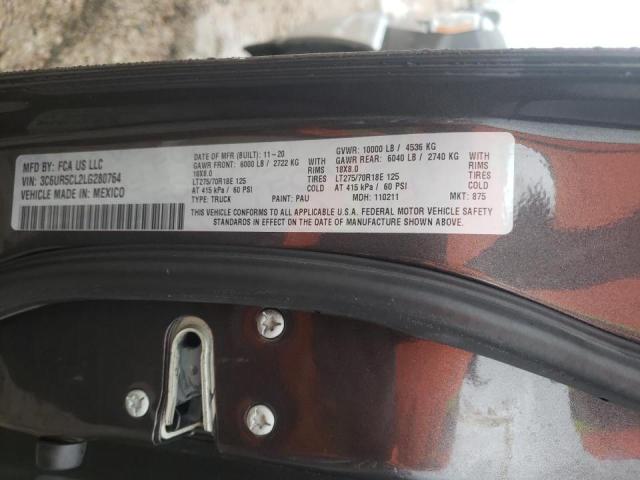 MFD BY: FCA US LLC
DATE OF MFR (BUILT): 11-20
GVWR: 10000 LB / 4536 KG
GAWR FRONT: 6000 LB / 2722 KG WITH
GAWR REAR: 6040 LB / 2740 KG WITH
18X8.0 RIMS
18X8.0 RIMS
VIN: 3C6UR5CL2LG280764
LT275/70R18E 125 TIRES
LT275/70R18E 125 TIRES
VEHICLE MADE IN: MEXICO
AT 415 kPa / 60 PSI COLD
AT 415 kPa / 60 PSI COLD
TYPE: TRUCK PAINT: PAU MDH: 110211 MKT: 875
THIS VEHICLE CONFORMS TO ALL APPLICABLE U.S.A. FEDERAL MOTOR VEHICLE SAFETY
STANDARDS IN EFFECT ON THE DATE OF MANUFACTURE SHOWN ABOVE.